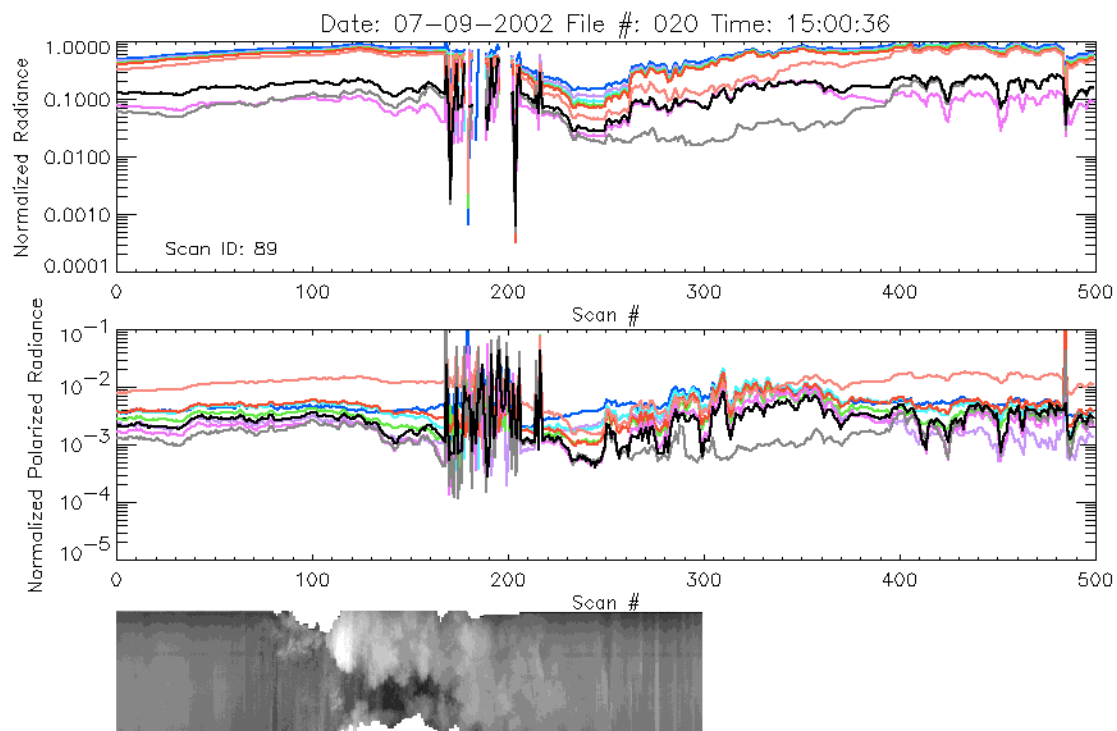 Date: 07-09-2002 File #: 020 Time: 15:00:36
Normalized Radiance
1.0000
0.1000
0.0100
0.0010
0.0001
Scan ID: 89
0 100 200 300 400 500
Scan #
Normalized Polarized Radiance
10^-1
10^-2
10^-3
10^-4
10^-5
0 100 200 300 400 500
Scan #